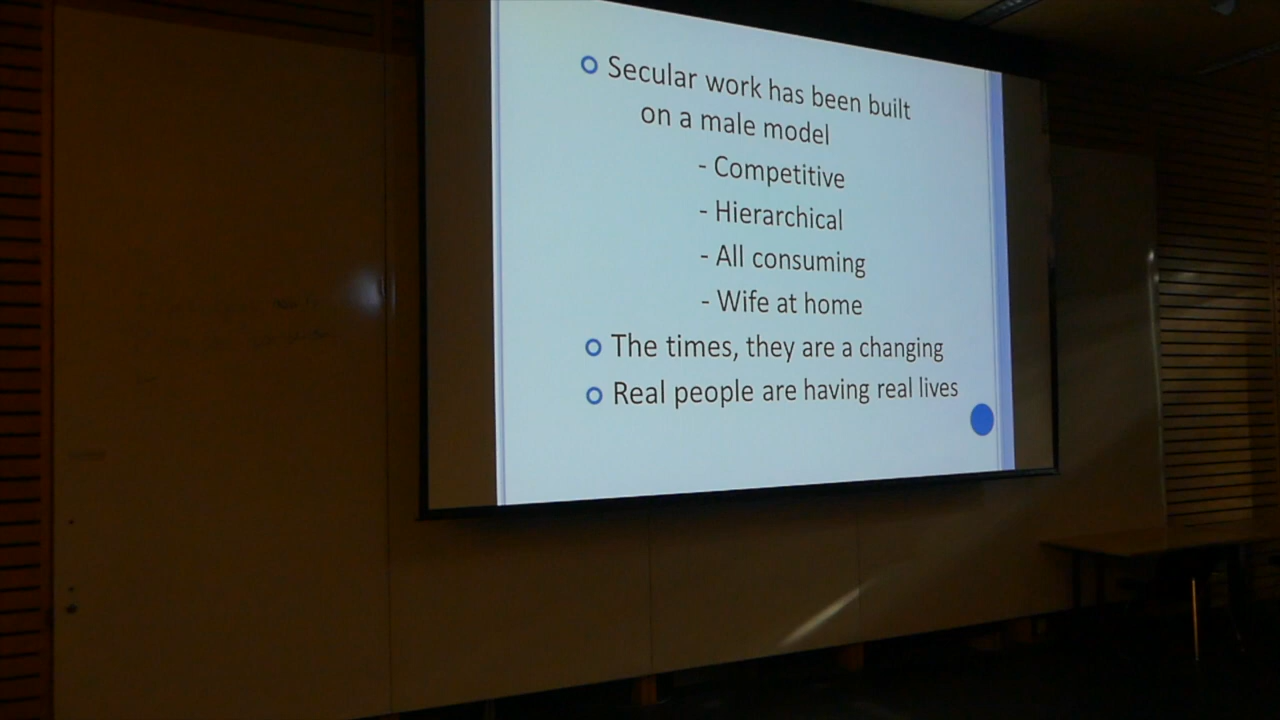 Secular work has been built
on a male model
- Competitive
- Hierarchical
- All consuming
- Wife at home
The times, they are a changing
Real people are having real lives